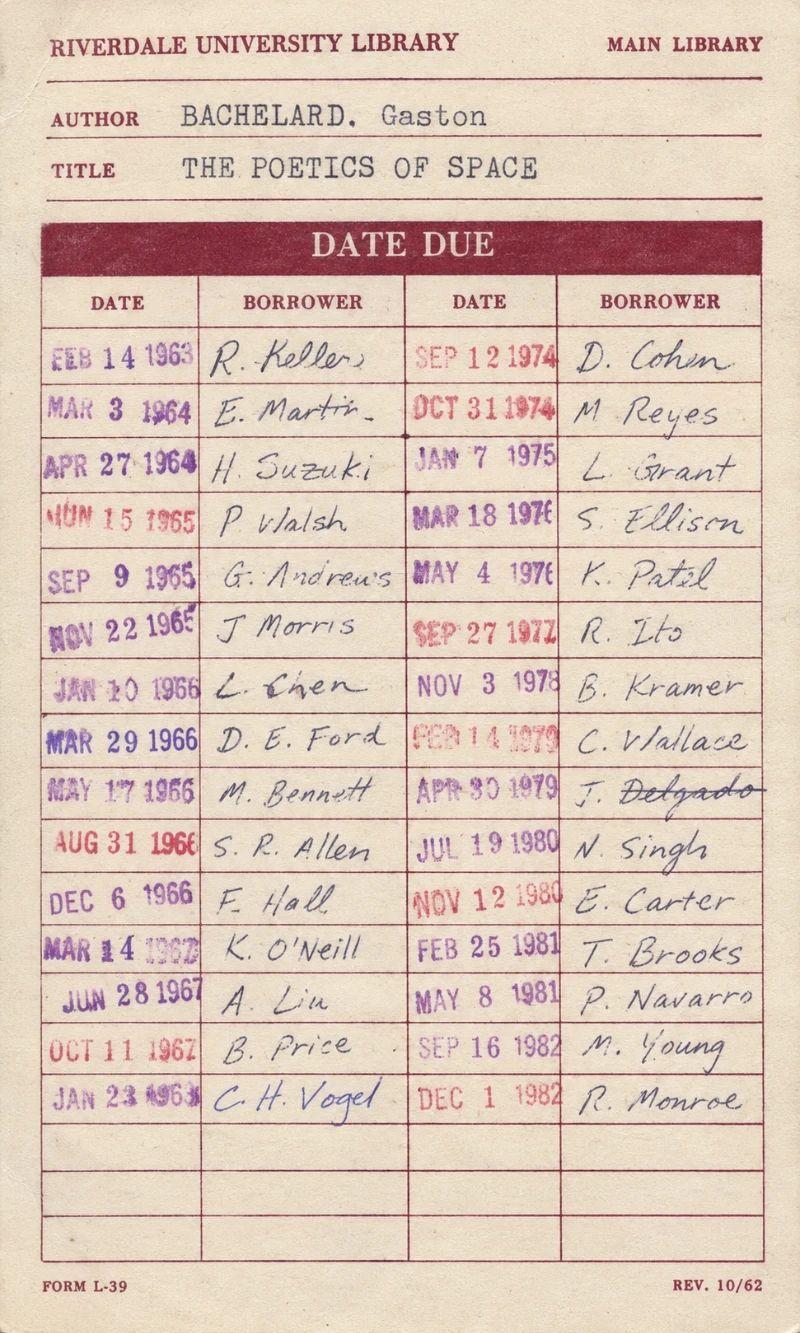 RIVERDALE UNIVERSITY LIBRARY MAIN LIBRARY
AUTHOR BACHELARD. Gaston
TITLE THE POETICS OF SPACE
DATE DUE
DATE BORROWER DATE BORROWER
FEB 14 1963 R. Kellers SEP 12 1974 D. Cohen
MAR 3 1964 E. Martin OCT 31 1974 M Reyes
APR 27 1964 H. Suzuki JAN 7 1975 L. Grant
JUN 15 1965 P Walsh MAR 18 1976 S. Ellison
SEP 9 1965 G. Andrews MAY 4 1976 K. Patel
NOV 22 1965 J Morris SEP 27 1977 R. Ito
JAN 10 1966 L. Chen NOV 3 1978 B. Kramer
MAR 29 1966 D. E. Ford FEB 14 1979 C. Wallace
MAY 17 1966 M. Bennett APR 30 1979 J. Delgado
AUG 31 1966 S. R. Allen JUL 19 1980 N. Singh
DEC 6 1966 F. Hall NOV 12 1980 E. Carter
MAR 14 1967 K. O'Neill FEB 25 1981 T. Brooks
JUN 28 1967 A. Liu MAY 8 1981 P. Navarro
OCT 11 1967 B. Price SEP 16 1982 M. Young
JAN 23 C. H. Vogel DEC 1 1982 R. Monroe
FORM L-39 REV. 10/62